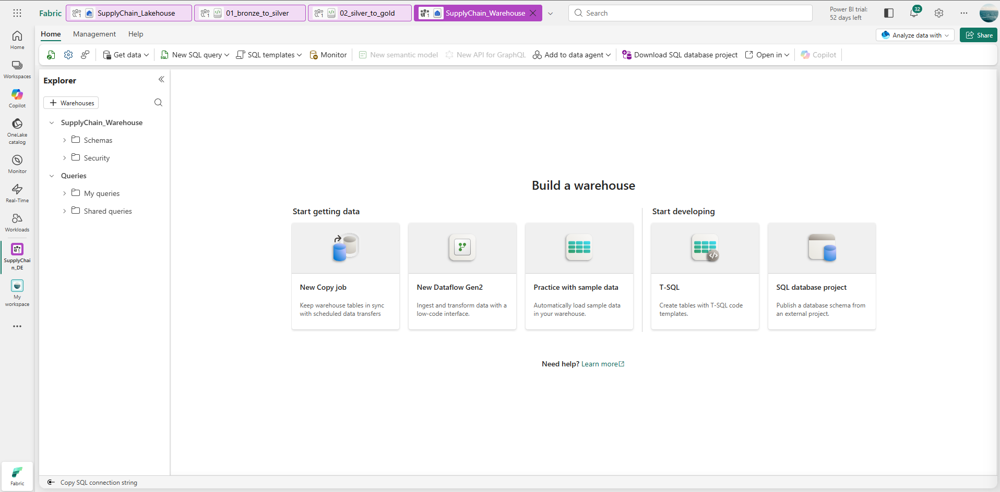 Fabric
SupplyChain_Lakehouse
01_bronze_to_silver
02_silver_to_gold
SupplyChain_Warehouse
Search
Power BI trial:
52 days left
32
Home
Management
Help
Analyze data with
Share
Get data
New SQL query
SQL templates
Monitor
New semantic model
New API for GraphQL
Add to data agent
Download SQL database project
Open in
Copilot
Home
Workspaces
Copilot
OneLake
catalog
Monitor
Real-Time
Workloads
SupplyChai
n_DE
My
workspace
Fabric
Explorer
Warehouses
SupplyChain_Warehouse
Schemas
Security
Queries
My queries
Shared queries
Build a warehouse
Start getting data
New Copy job
Keep warehouse tables in sync
with scheduled data transfers
New Dataflow Gen2
Ingest and transform data with a
low-code interface.
Practice with sample data
Automatically load sample data
in your warehouse.
Start developing
T-SQL
Create tables with T-SQL code
templates.
SQL database project
Publish a database schema from
an external project.
Need help? Learn more
Copy SQL connection string